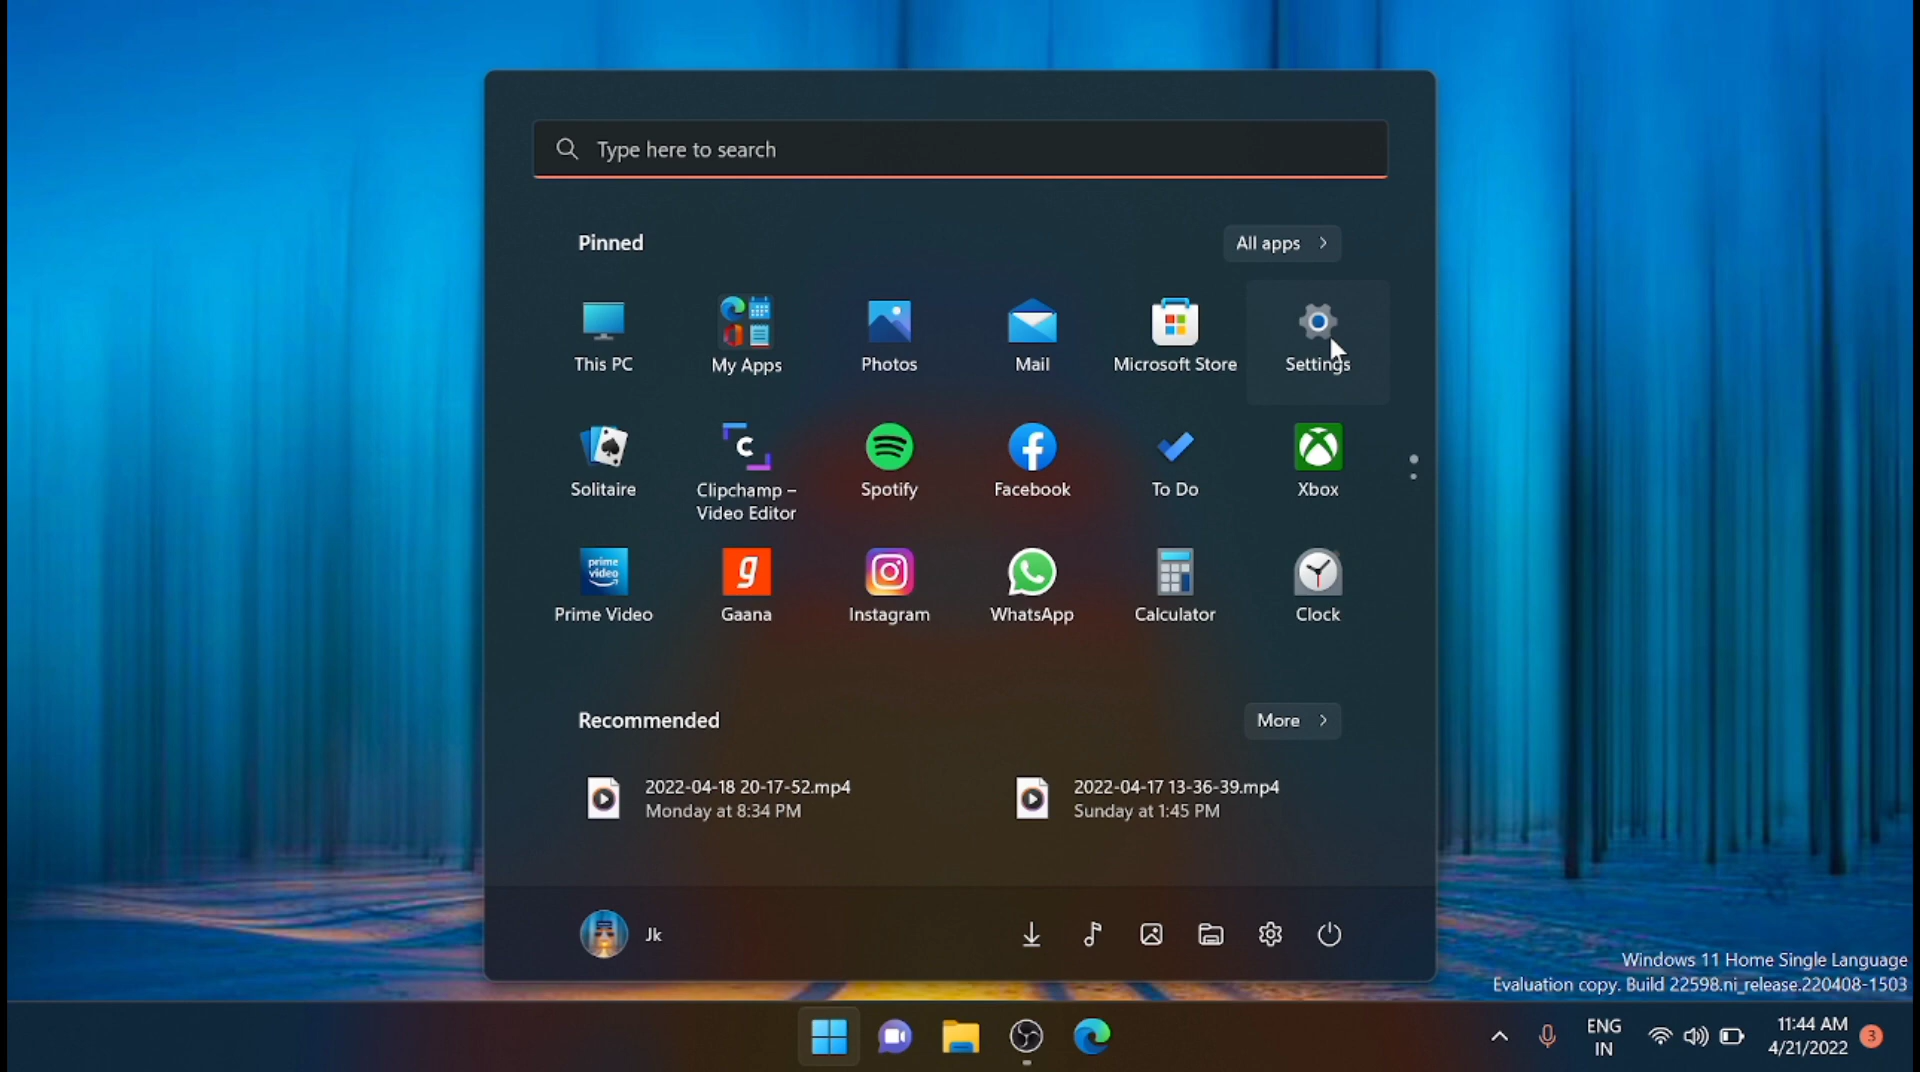 Type here to search
Pinned
All apps
This PC
My Apps
Photos
Mail
Microsoft Store
Settings
Solitaire
Clipchamp –
Video Editor
Spotify
Facebook
To Do
Xbox
prime
video
Prime Video
Gaana
Instagram
WhatsApp
Calculator
Clock
Recommended
More
2022-04-18 20-17-52.mp4
Monday at 8:34 PM
2022-04-17 13-36-39.mp4
Sunday at 1:45 PM
Jk
Windows 11 Home Single Language
Evaluation copy. Build 22598.ni_release.220408-1503
ENG
IN
11:44 AM
4/21/2022
3